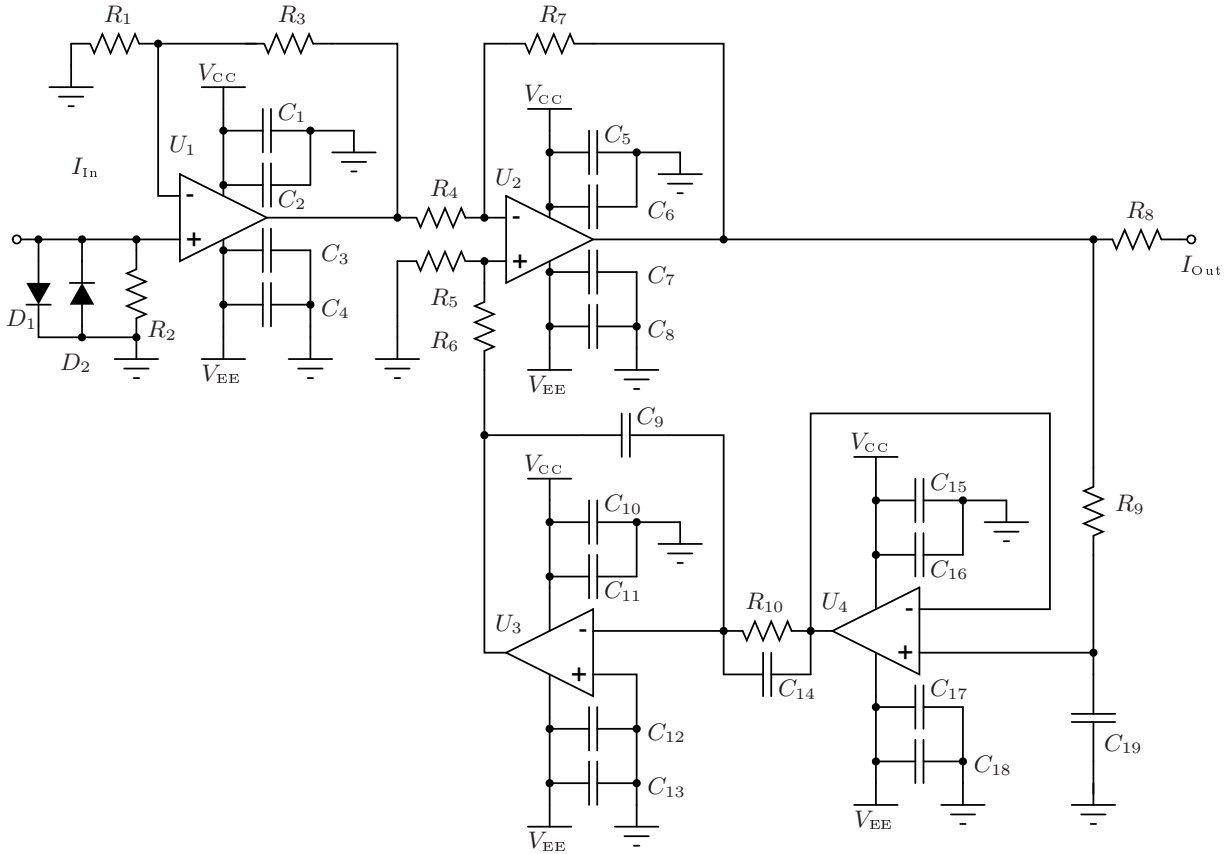 R1 R3 R7
VCC
C1
VCC
U1
C5
IIn
C2
R4
U2
C6
R8
C3
C7
IOut
D1
R2
C4
R5
R6
C8
D2
VEE
VEE
C9
VCC
VCC
C15
C10
R9
C16
C11
R10
U4
U3
C14
C17
C12
C19
C18
C13
VEE
VEE
- + - + - + - +